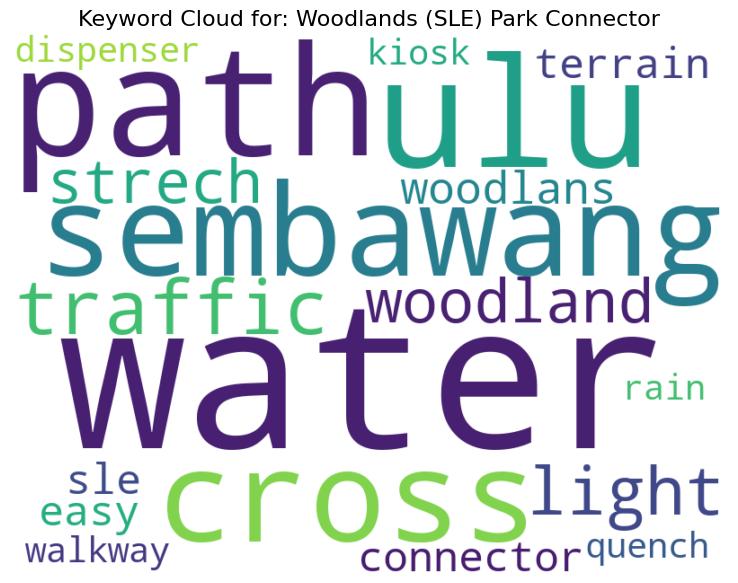 Keyword Cloud for: Woodlands (SLE) Park Connector
dispenser kiosk terrain
path ulu
strech woodlans
sembawang
traffic woodland
water
rain
sle cross light
easy
walkway connector quench